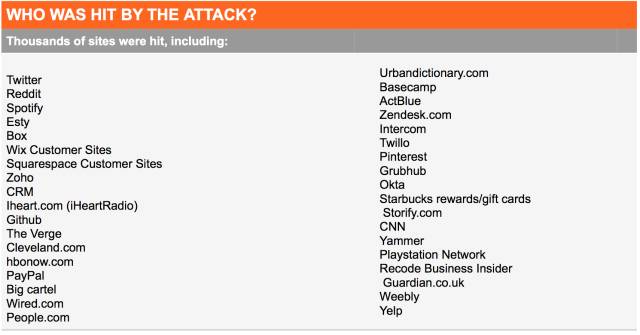 WHO WAS HIT BY THE ATTACK?
Thousands of sites were hit, including:
Twitter
Reddit
Spotify
Esty
Box
Wix Customer Sites
Squarespace Customer Sites
Zoho
CRM
Iheart.com (iHeartRadio)
Github
The Verge
Cleveland.com
hbonow.com
PayPal
Big cartel
Wired.com
People.com
Urbandictionary.com
Basecamp
ActBlue
Zendesk.com
Intercom
Twillo
Pinterest
Grubhub
Okta
Starbucks rewards/gift cards
Storify.com
CNN
Yammer
Playstation Network
Recode Business Insider
Guardian.co.uk
Weebly
Yelp